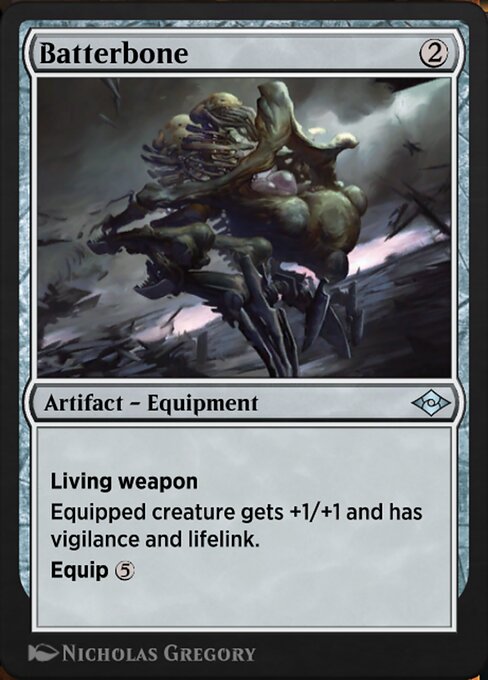 Batterbone 2
Artifact – Equipment
Living weapon
Equipped creature gets +1/+1 and has
vigilance and lifelink.
Equip 5
Nicholas Gregory